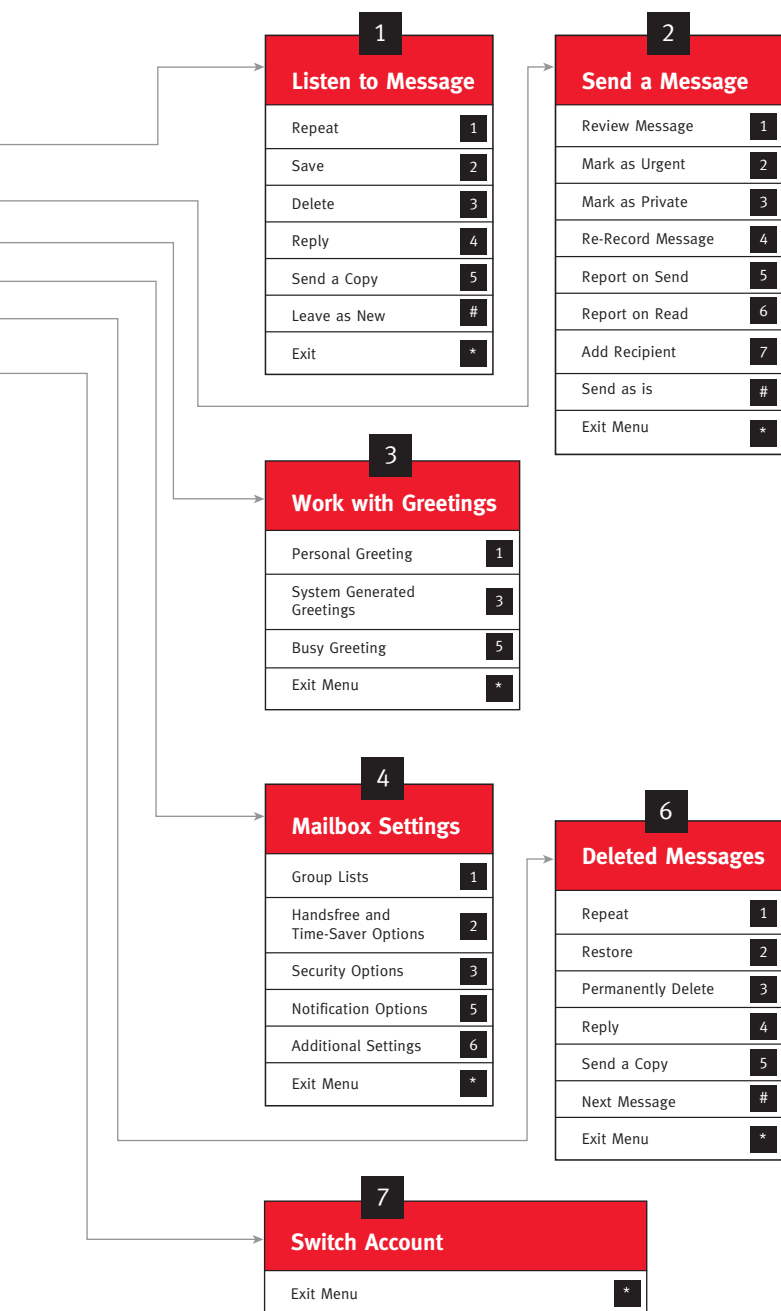 1
Listen to Message
Repeat 1
Save 2
Delete 3
Reply 4
Send a Copy 5
Leave as New #
Exit *
2
Send a Message
Review Message 1
Mark as Urgent 2
Mark as Private 3
Re-Record Message 4
Report on Send 5
Report on Read 6
Add Recipient 7
Send as is #
Exit Menu *
3
Work with Greetings
Personal Greeting 1
System Generated
Greetings 3
Busy Greeting 5
Exit Menu *
4
Mailbox Settings
Group Lists 1
Handsfree and
Time-Saver Options 2
Security Options 3
Notification Options 5
Additional Settings 6
Exit Menu *
6
Deleted Messages
Repeat 1
Restore 2
Permanently Delete 3
Reply 4
Send a Copy 5
Next Message #
Exit Menu *
7
Switch Account
Exit Menu *